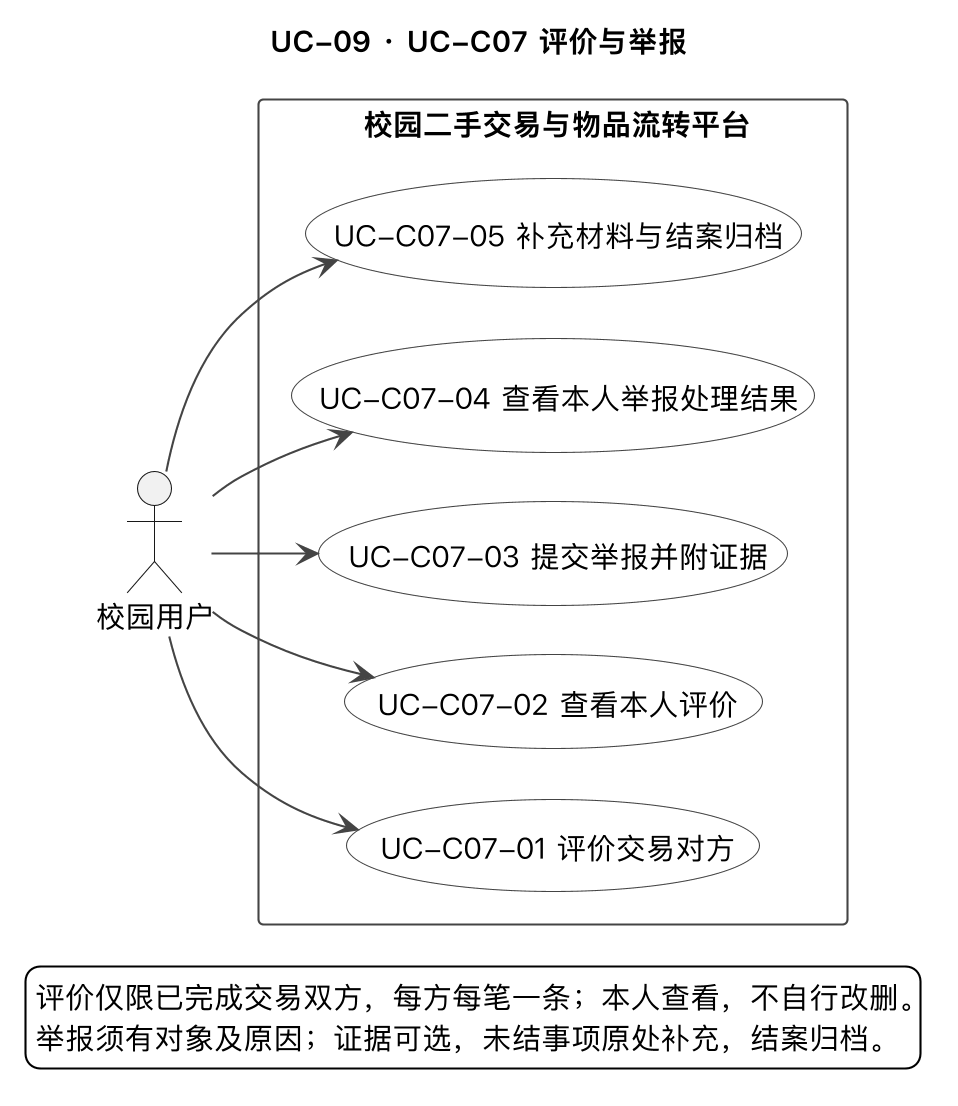 UC-09 · UC-C07 评价与举报
校园二手交易与物品流转平台
UC-C07-05 补充材料与结案归档
UC-C07-04 查看本人举报处理结果
UC-C07-03 提交举报并附证据
校园用户
UC-C07-02 查看本人评价
UC-C07-01 评价交易对方
评价仅限已完成交易双方，每方每笔一条；本人查看，不自行改删。
举报须有对象及原因；证据可选，未结事项原处补充，结案归档。